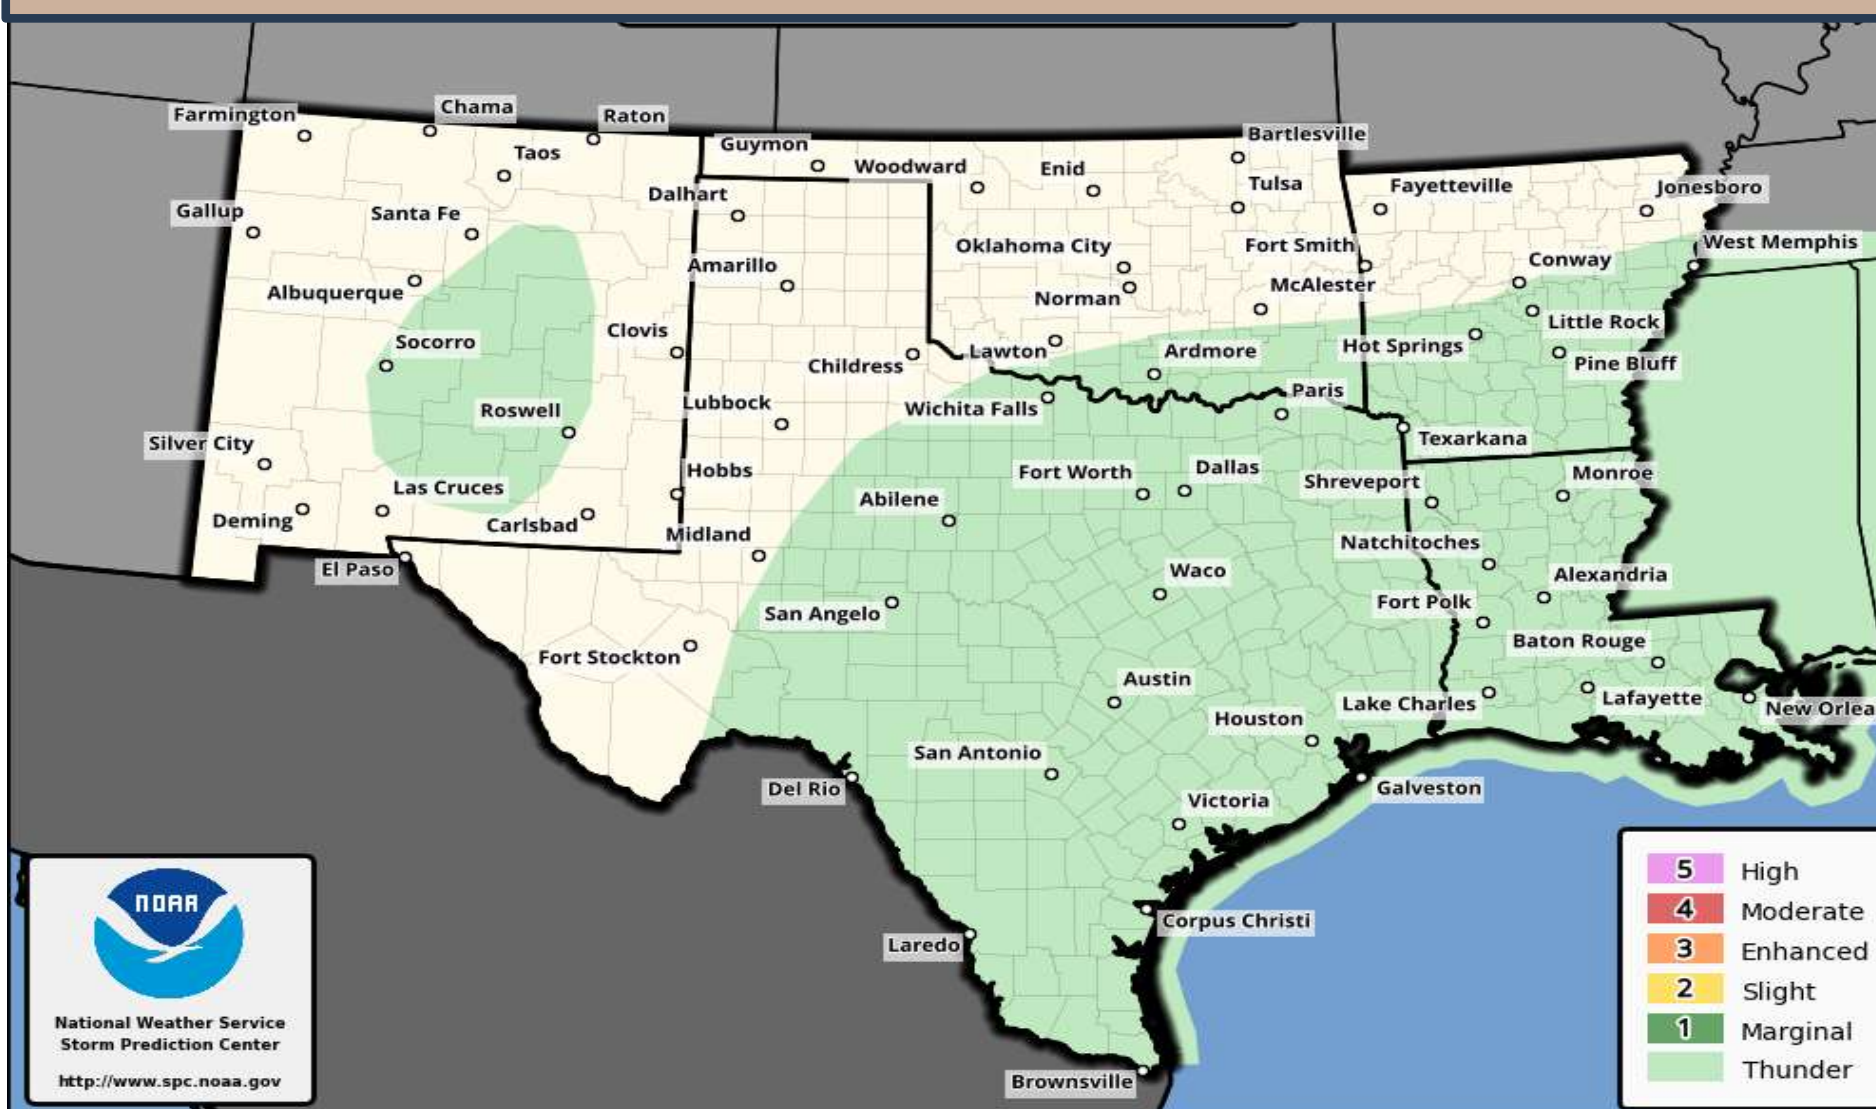 Farmington
Chama
Raton
Taos
Guymon
Woodward
Enid
Bartlesville
Tulsa
Fayetteville
Jonesboro
Gallup
Santa Fe
Dalhart
Oklahoma City
Fort Smith
West Memphis
Albuquerque
Amarillo
Norman
McAlester
Conway
Socorro
Clovis
Childress
Lawton
Ardmore
Hot Springs
Little Rock
Pine Bluff
Roswell
Lubbock
Wichita Falls
Paris
Silver City
Texarkana
Hobbs
Fort Worth
Dallas
Shreveport
Monroe
Las Cruces
Abilene
Deming
Carlsbad
Midland
Natchitoches
El Paso
Waco
Alexandria
San Angelo
Fort Polk
Fort Stockton
Baton Rouge
Austin
Lake Charles
Lafayette
New Orlea
Houston
San Antonio
Del Rio
Victoria
Galveston
Corpus Christi
Laredo
Brownsville
NOAA
National Weather Service
Storm Prediction Center
http://www.spc.noaa.gov
5 High
4 Moderate
3 Enhanced
2 Slight
1 Marginal
Thunder